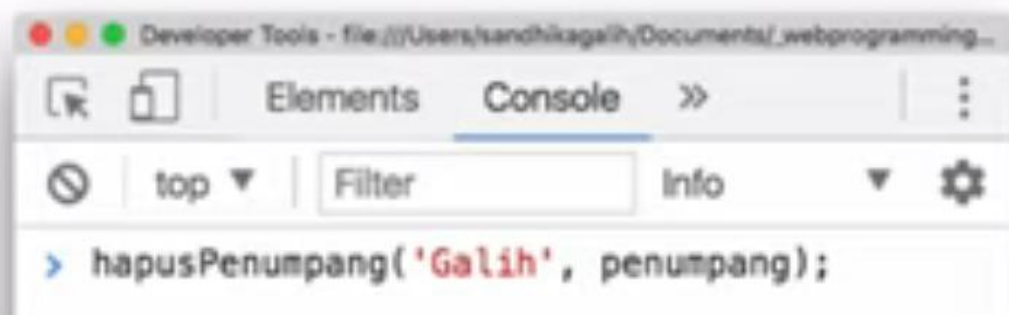 Developer Tools - file:///Users/sandhikagalih/Documents/_webprogramming...
Elements Console »
top ▼ Filter Info ▼
> hapusPenumpang('Galih', penumpang);